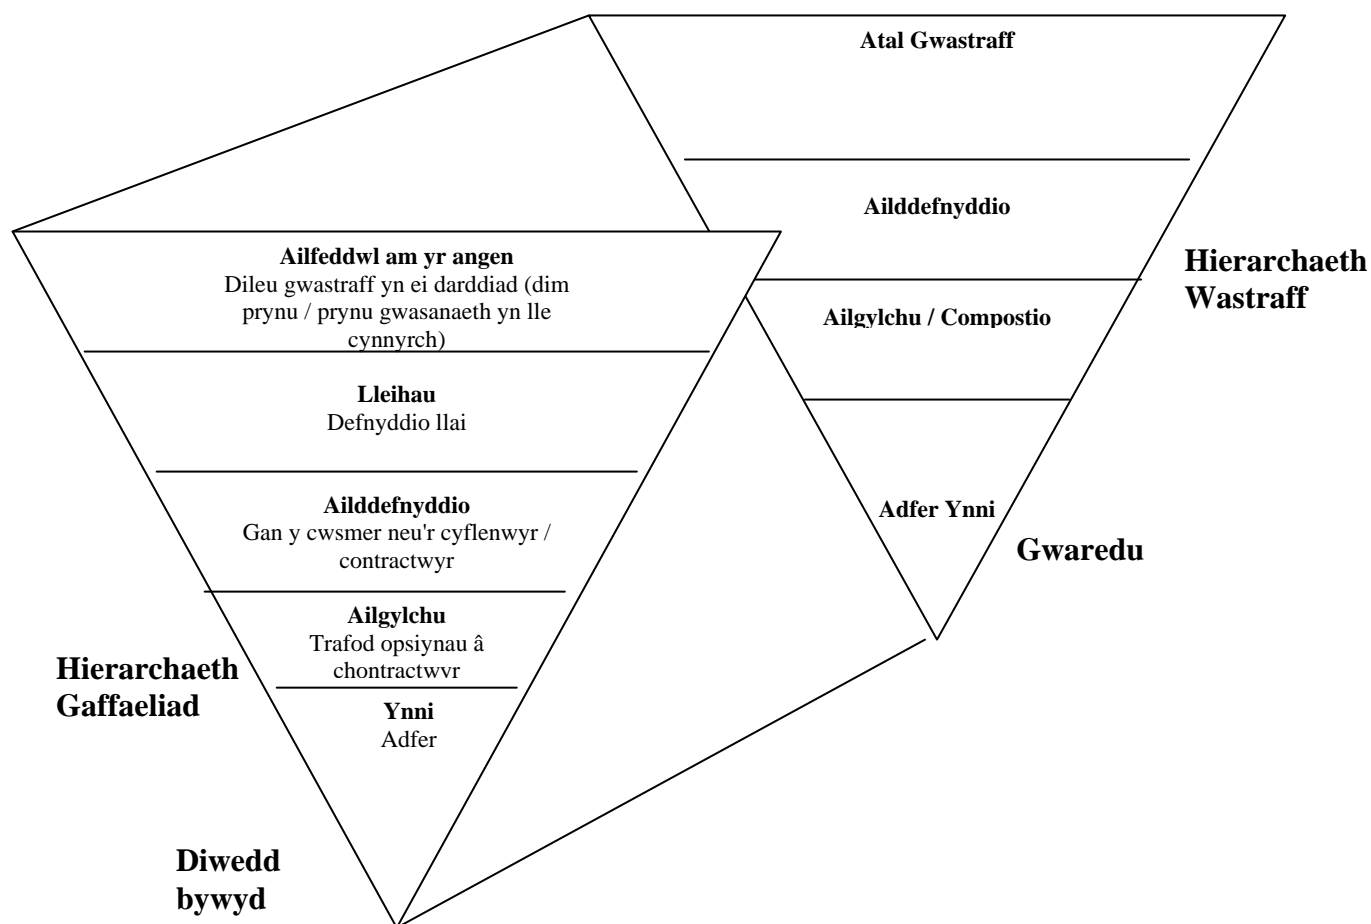 Atal Gwastraff
Ailddefnyddio
Ailgylchu / Compostio
Adfer Ynni
Hierarchaeth
Wastraff
Gwaredu
Ailfeddwl am yr angen
Dileu gwastraff yn ei darddiad (dim
prynu / prynu gwasanaeth yn lle
cynnyrch)
Lleihau
Defnyddio llai
Ailddefnyddio
Gan y cwsmer neu'r cyflenwyr /
contractwyr
Ailgylchu
Trafod opsiynau â
chontractwyr
Ynni
Adfer
Hierarchaeth
Gaffaeliad
Diwedd
bywyd